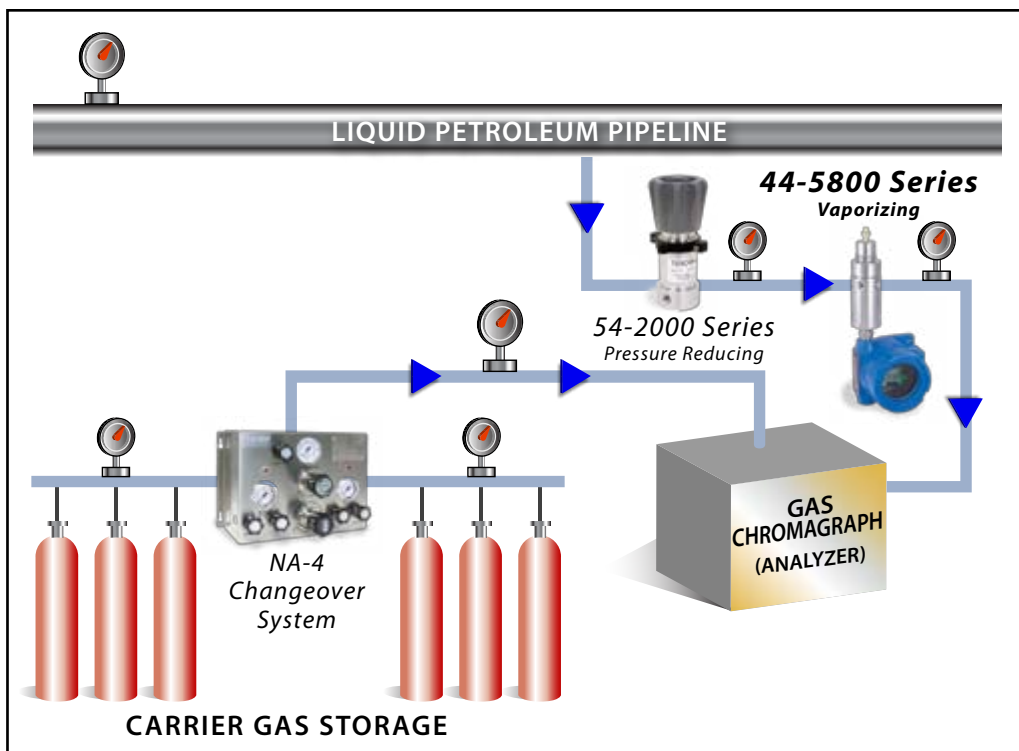 LIQUID PETROLEUM PIPELINE
44-5800 Series
Vaporizing
54-2000 Series
Pressure Reducing
GAS
CHROMAGRAPH
(ANALYZER)
NA-4
Changeover
System
CARRIER GAS STORAGE